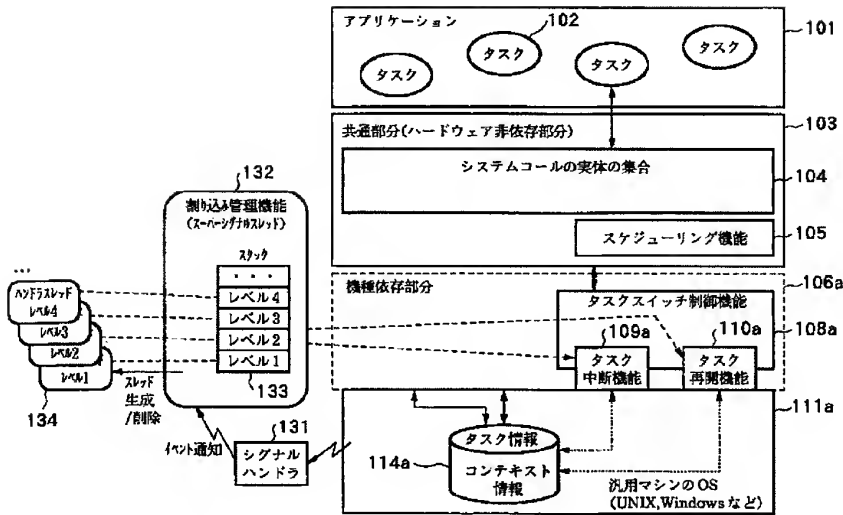 アプリケーション
102
101
タスク
タスク
タスク
タスク
103
共通部分(ハードウェア非依存部分)
システムコールの実体の集合
104
スケジューリング機能
105
132
割り込み管理機能
(スーパーシグナルスレッド)
スタック
・・・
レベル4
レベル3
レベル2
レベル1
133
…
ハンドラスレッド
レベル4
レベル3
レベル2
レベル1
134
スレッド
生成
/削除
機種依存部分
106a
タスクスイッチ制御機能
109a
110a
108a
タスク
中断機能
タスク
再開機能
イベント通知
131
シグナル
ハンドラ
111a
タスク情報
コンテキスト
情報
114a
汎用マシンのOS
(UNIX,Windowsなど)